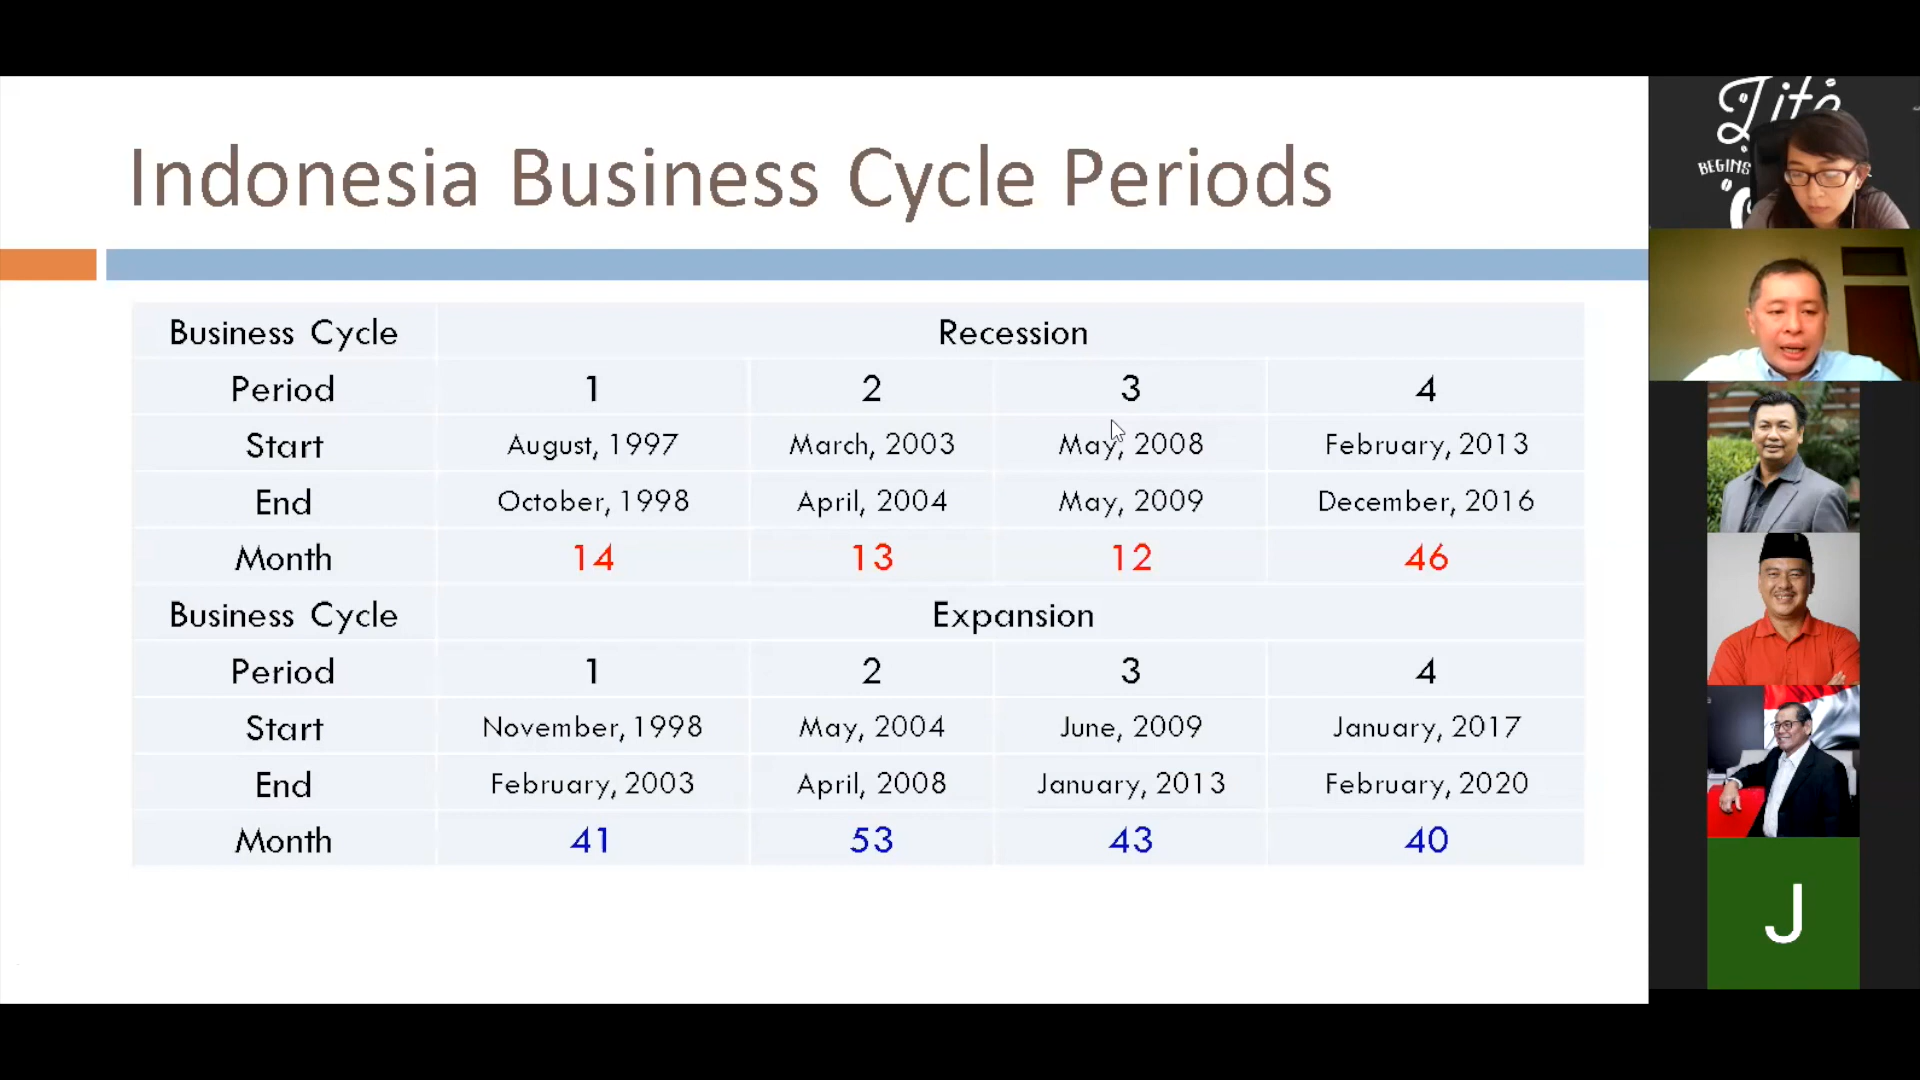 Indonesia Business Cycle Periods
Business Cycle Recession
Period 1 2 3 4
Start August, 1997 March, 2003 May, 2008 February, 2013
End October, 1998 April, 2004 May, 2009 December, 2016
Month 14 13 12 46
Business Cycle Expansion
Period 1 2 3 4
Start November, 1998 May, 2004 June, 2009 January, 2017
End February, 2003 April, 2008 January, 2013 February, 2020
Month 41 53 43 40
BEGINS
J